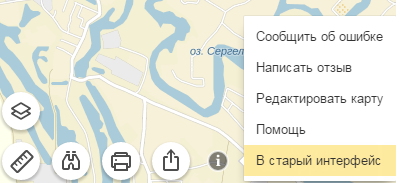 оз. Сергел
Сообщить об ошибке
Написать отзыв
Редактировать карту
Помощь
В старый интерфейс